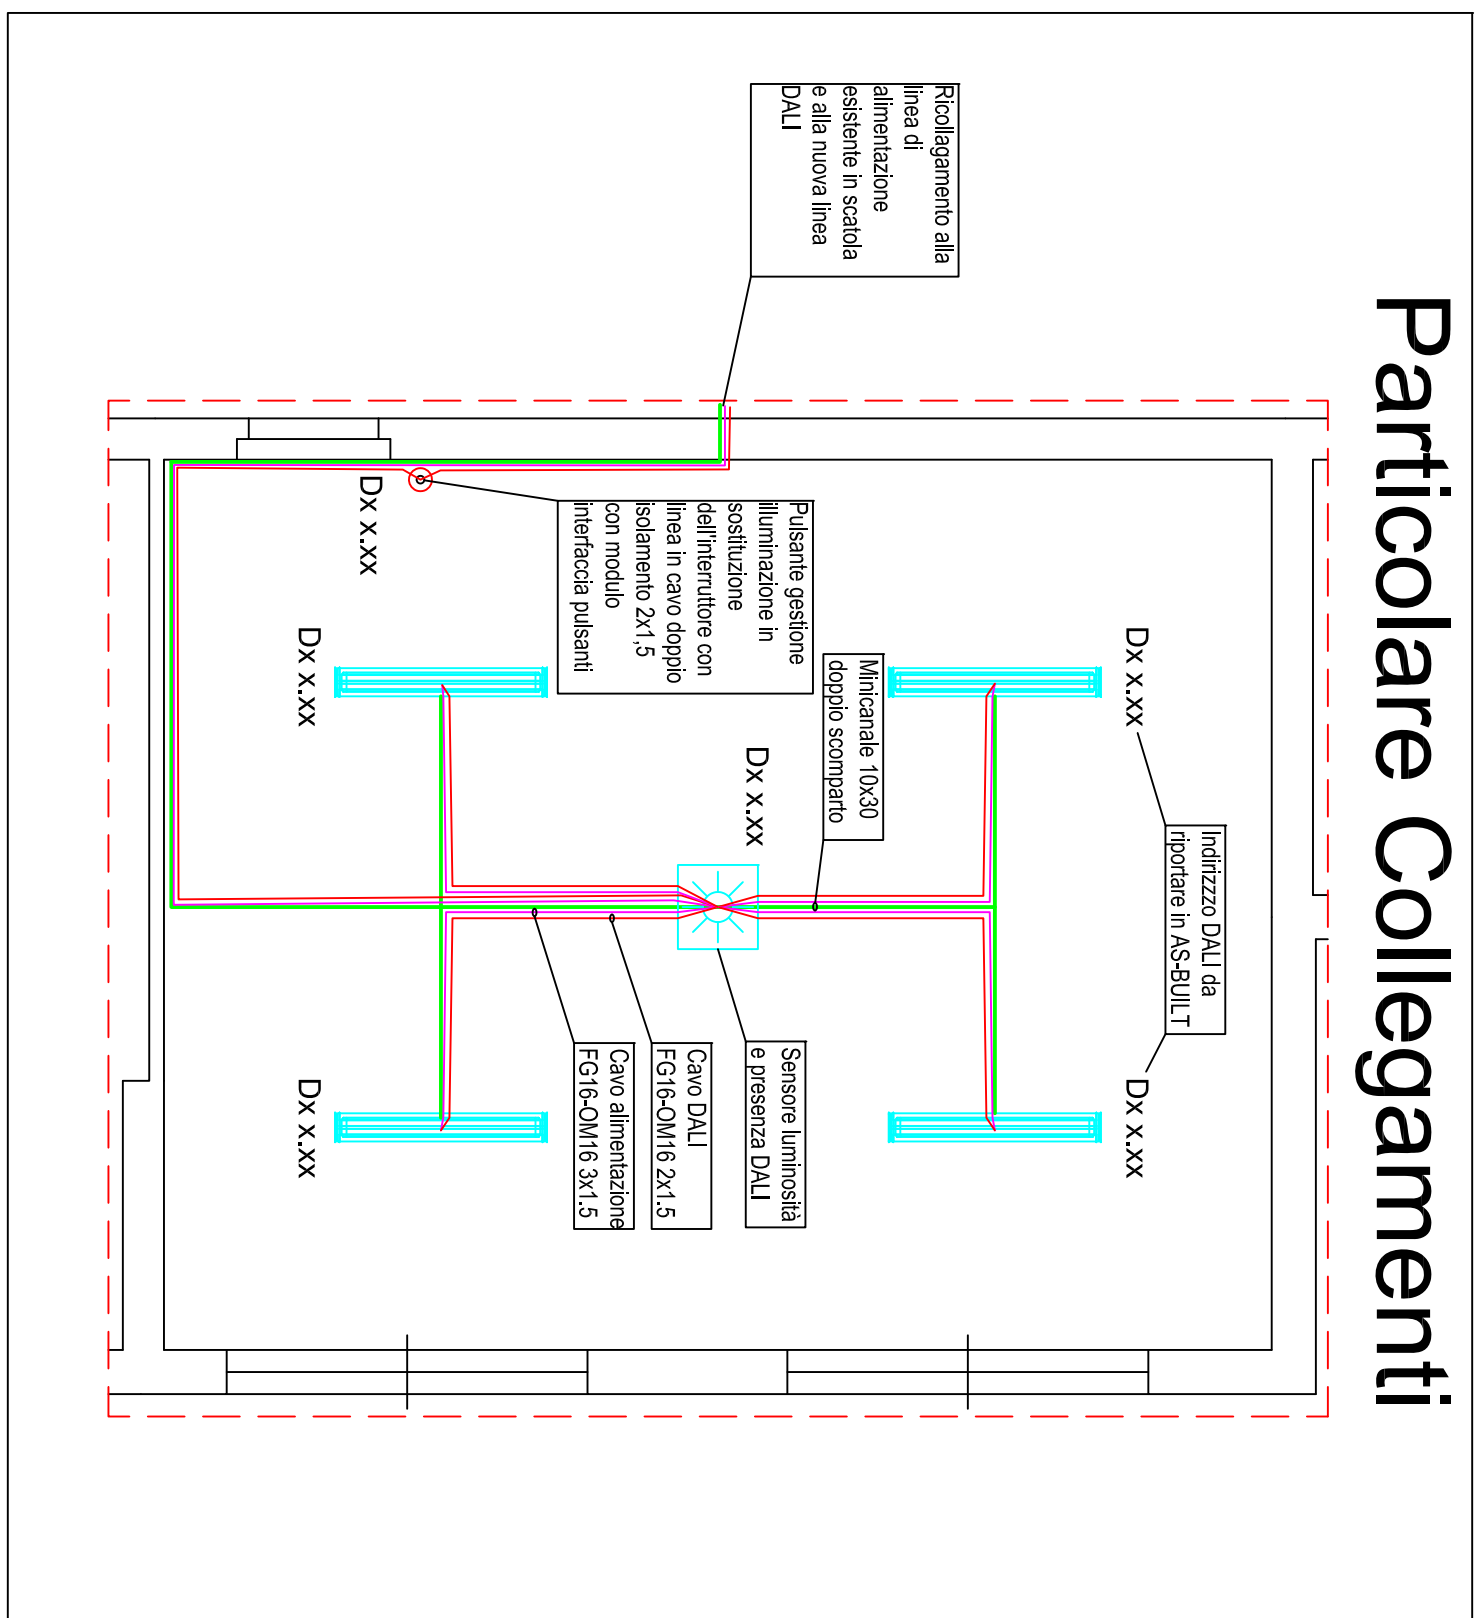 Particolare Collegamenti
Ricollagamento alla
linea di
alimentazione
esistente in scatola
e alla nuova linea
DALI
Dx x.xx
Dx x.xx
Indirizzo DALI da
riportare in AS-BUILT
Minicanale 10x30
doppio scomparto
Pulsante gestione
illuminazione in
sostituzione
dell'interruttore con
linea in cavo doppio
isolamento 2x1,5
con modulo
interfaccia pulsanti
Dx x.xx
Sensore luminosità
e presenza DALI
Cavo DALI
FG16-OM16 2x1.5
Cavo alimentazione
FG16-OM16 3x1.5
Dx x.xx
Dx x.xx
Dx x.xx